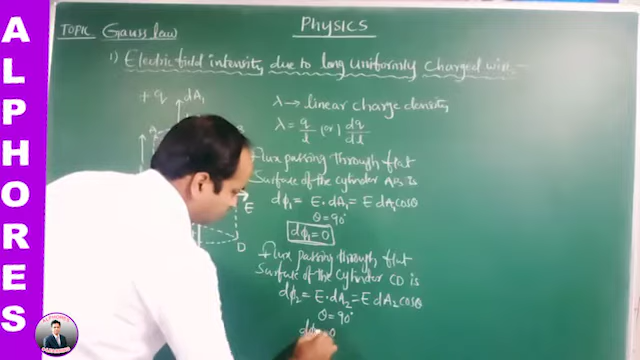 ALPHORES
Physics
TOPIC Gauss law
1) Electric field intensity due to long uniformly charged wire
+q dA₁
λ → linear charge density
λ = q/l (or) dq/dl
Flux passing through flat
Surface of the cylinder AB is
dϕ₁ = E·dA₁ = E dA₁ cosθ
θ = 90°
dϕ₁ = 0
E
D
Flux passing through flat
Surface of the cylinder CD is
dϕ₂ = E·dA₂ = E dA₂ cosθ
θ = 90°